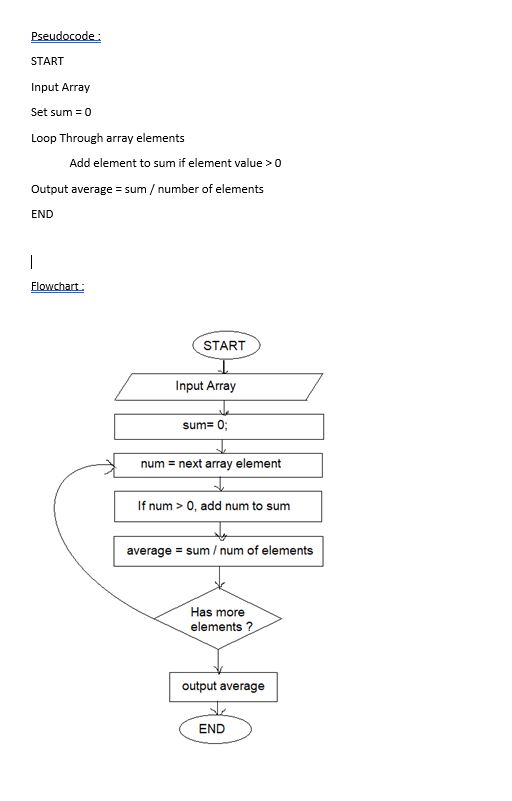 Pseudocode :
START
Input Array
Set sum = 0
Loop Through array elements
Add element to sum if element value > 0
Output average = sum / number of elements
END
Flowchart :
START
Input Array
sum= 0;
num = next array element
If num > 0, add num to sum
average = sum / num of elements
Has more
elements ?
output average
END